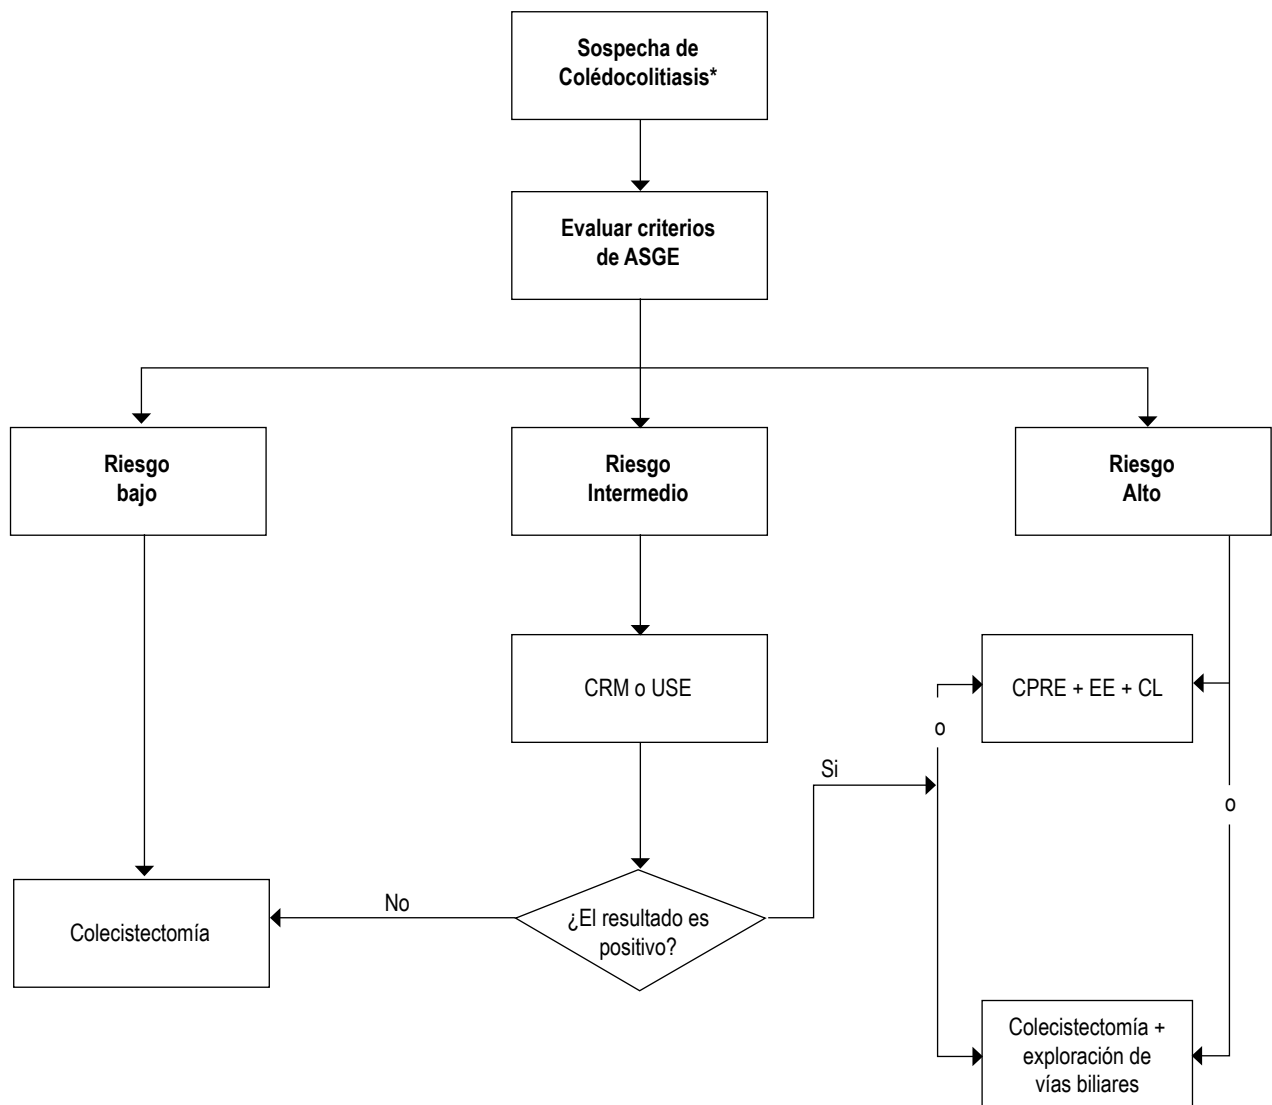 Sospecha de
Colédocolitiasis*
Evaluar criterios
de ASGE
Riesgo
bajo
Riesgo
Intermedio
Riesgo
Alto
CRM o USE
CPRE + EE + CL
o
Si
o
No
¿El resultado es
positivo?
Colecistectomía
Colecistectomía +
exploración de
vías biliares